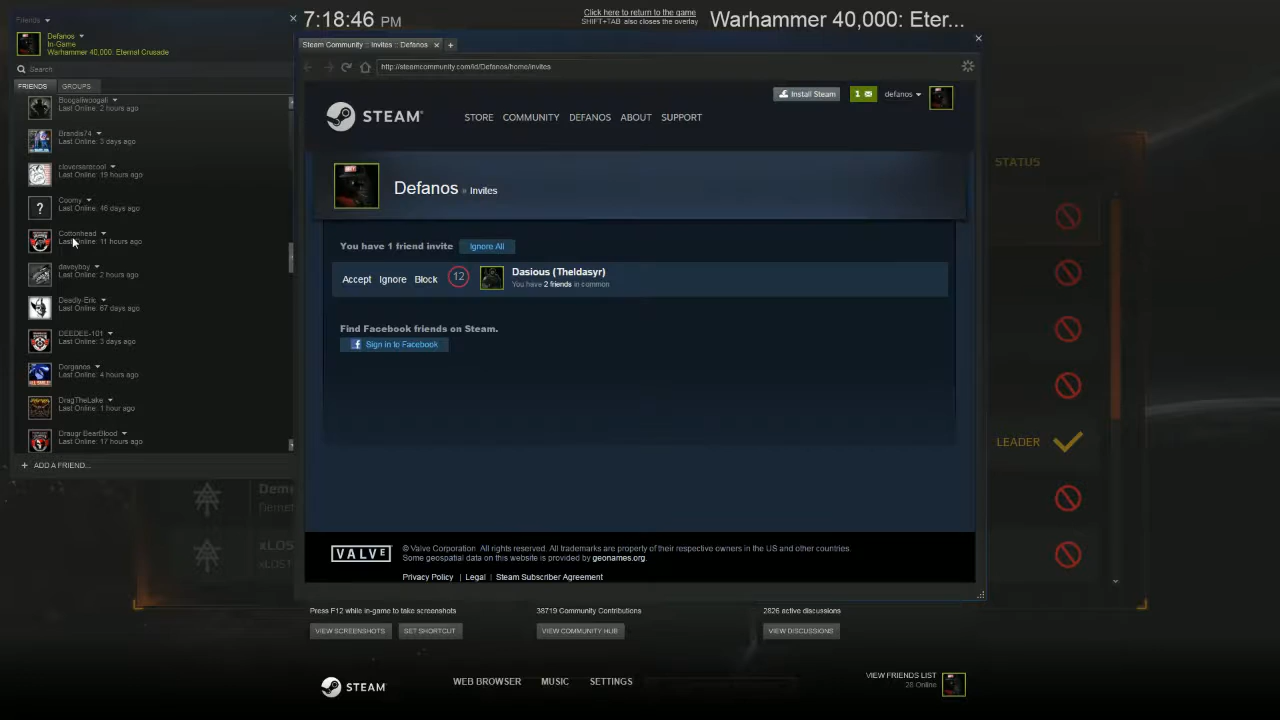 Friends
Defanos
In-Game
Warhammer 40,000: Eternal Crusade
Search
FRIENDS GROUPS
Boogaliwoogali
Last Online: 2 hours ago
Brandis74
Last Online: 3 days ago
Last Online: 19 hours ago
Coomy
Last Online: 46 days ago
Cottonhead
Last Online: 11 hours ago
daveyboy
Last Online: 2 hours ago
Deadly Eric
Last Online: 67 days ago
DEEDEE-101
Last Online: 3 days ago
Dorganos
Last Online: 4 hours ago
DragTheLake
Last Online: 1 hour ago
Draugr BearBlood
Last Online: 17 hours ago
+ ADD A FRIEND...
7:18:46 PM
Click here to return to the game
SHIFT+TAB also closes the overlay
Warhammer 40,000: Eter...
Steam Community :: Invites :: Defanos
http://steamcommunity.com/id/Defanos/home/invites
Install Steam
1
defanos
STEAM
STORE COMMUNITY DEFANOS ABOUT SUPPORT
Defanos » Invites
You have 1 friend invite
Ignore All
Accept Ignore Block 12
Dasious (Theldasyr)
You have 2 friends in common
Find Facebook friends on Steam.
Sign in to Facebook
VALVE
© Valve Corporation. All rights reserved. All trademarks are property of their respective owners in the US and other countries.
Some geospatial data on this website is provided by geonames.org.
Privacy Policy | Legal | Steam Subscriber Agreement
STATUS
LEADER
xLOS
Press F12 while in-game to take screenshots
VIEW SCREENSHOTS SET SHORTCUT
38719 Community Contributions
VIEW COMMUNITY HUB
2826 active discussions
VIEW DISCUSSIONS
STEAM
WEB BROWSER MUSIC SETTINGS
VIEW FRIENDS LIST
28 Online